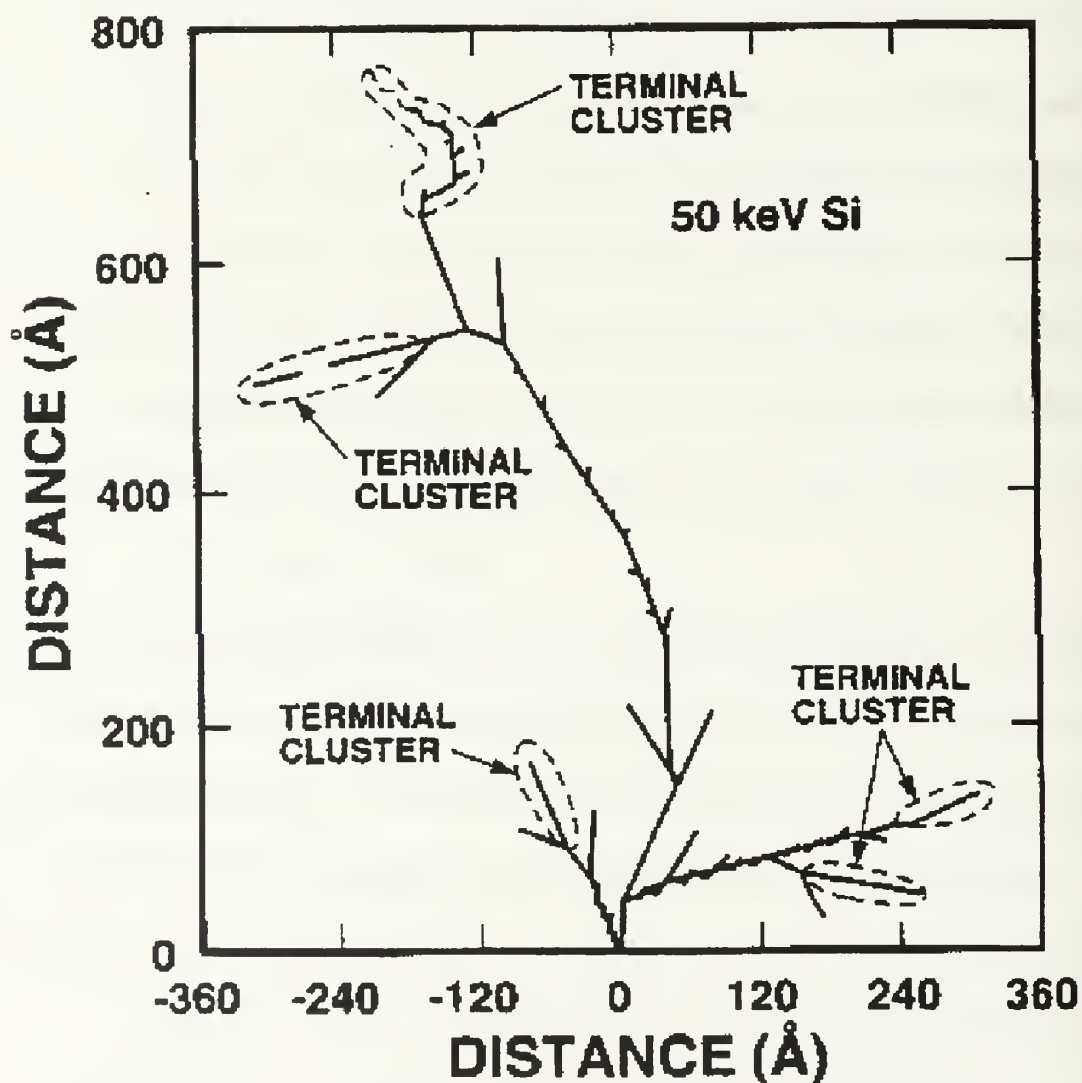 800
TERMINAL
CLUSTER
50 keV Si
600
TERMINAL
CLUSTER
400
TERMINAL
CLUSTER
TERMINAL
CLUSTER
200
0
-360 -240 -120 0 120 240 360
DISTANCE (Å)
DISTANCE (Å)